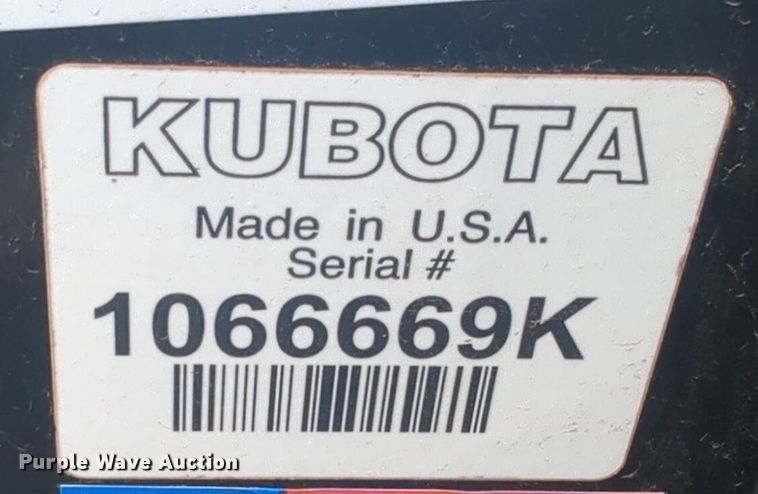 KUBOTA
Made in U.S.A.
Serial #
1066669K
Purple Wave Auction